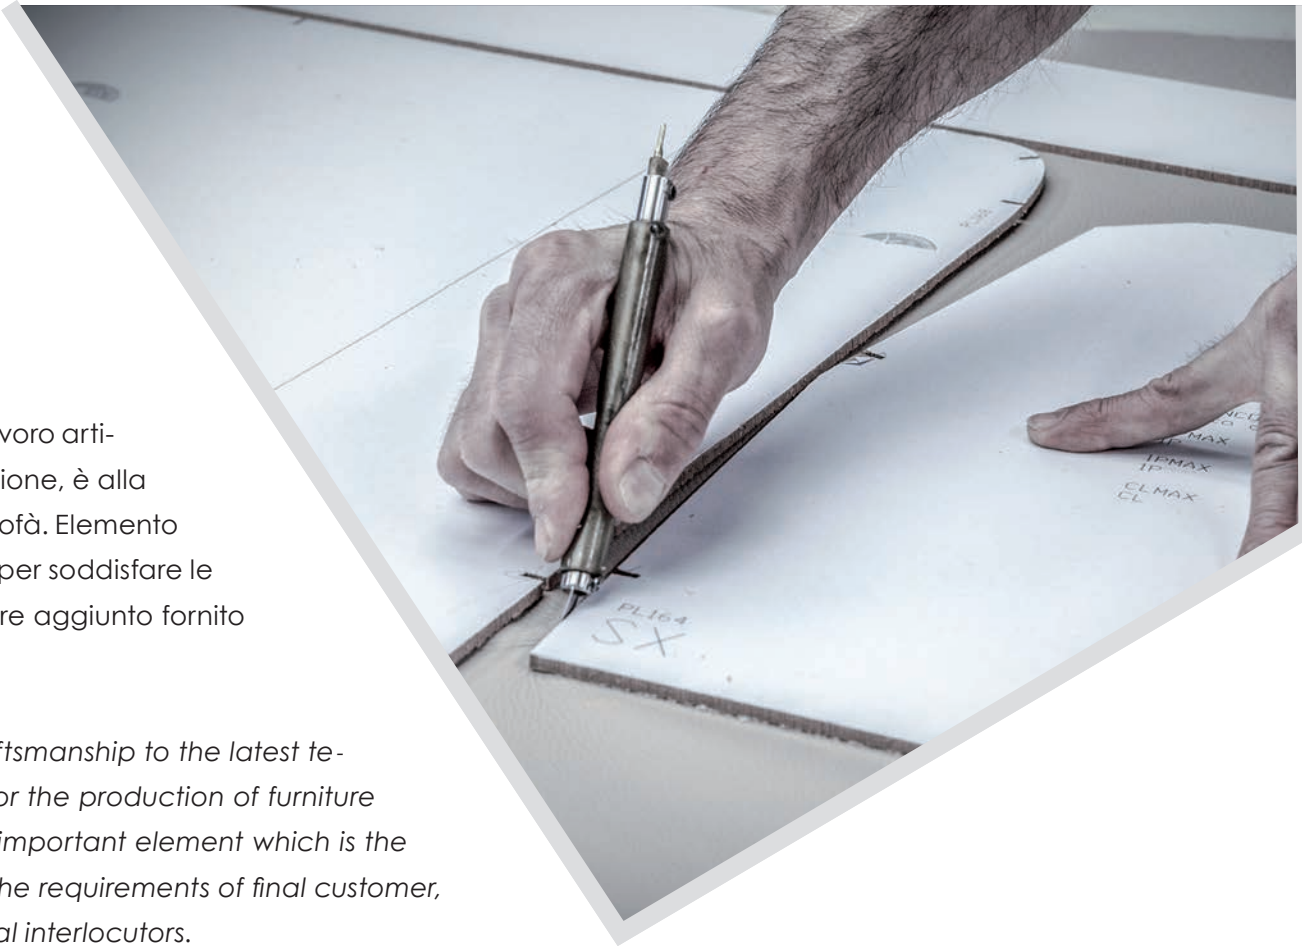 voro arti-
ione, è alla
ofà. Elemento
per soddisfare le
re aggiunto fornito
ftsmanship to the latest te-
or the production of furniture
important element which is the
he requirements of final customer,
al interlocutors.
MAX
IPMAX
IP
CLMAX
CL
PL164
SX